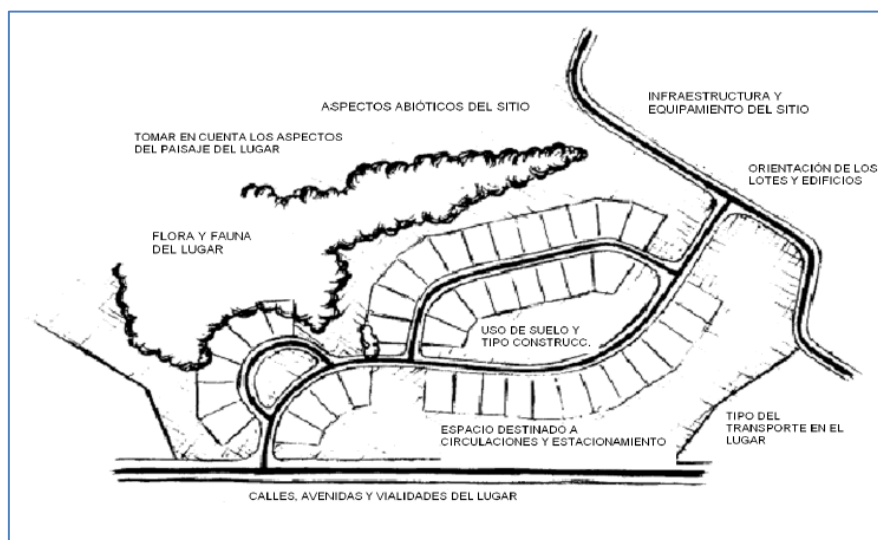 ASPECTOS ABIÓTICOS DEL SITIO
INFRAESTRUCTURA Y
EQUIPAMIENTO DEL SITIO
TOMAR EN CUENTA LOS ASPECTOS
DEL PAISAJE DEL LUGAR
ORIENTACIÓN DE LOS
LOTES Y EDIFICIOS
FLORA Y FAUNA
DEL LUGAR
USO DE SUELO Y
TIPO CONSTRUCC.
ESPACIO DESTINADO A
CIRCULACIONES Y ESTACIONAMIENTO
TIPO DEL
TRANSPORTE EN EL
LUGAR
CALLES, AVENIDAS Y VIALIDADES DEL LUGAR